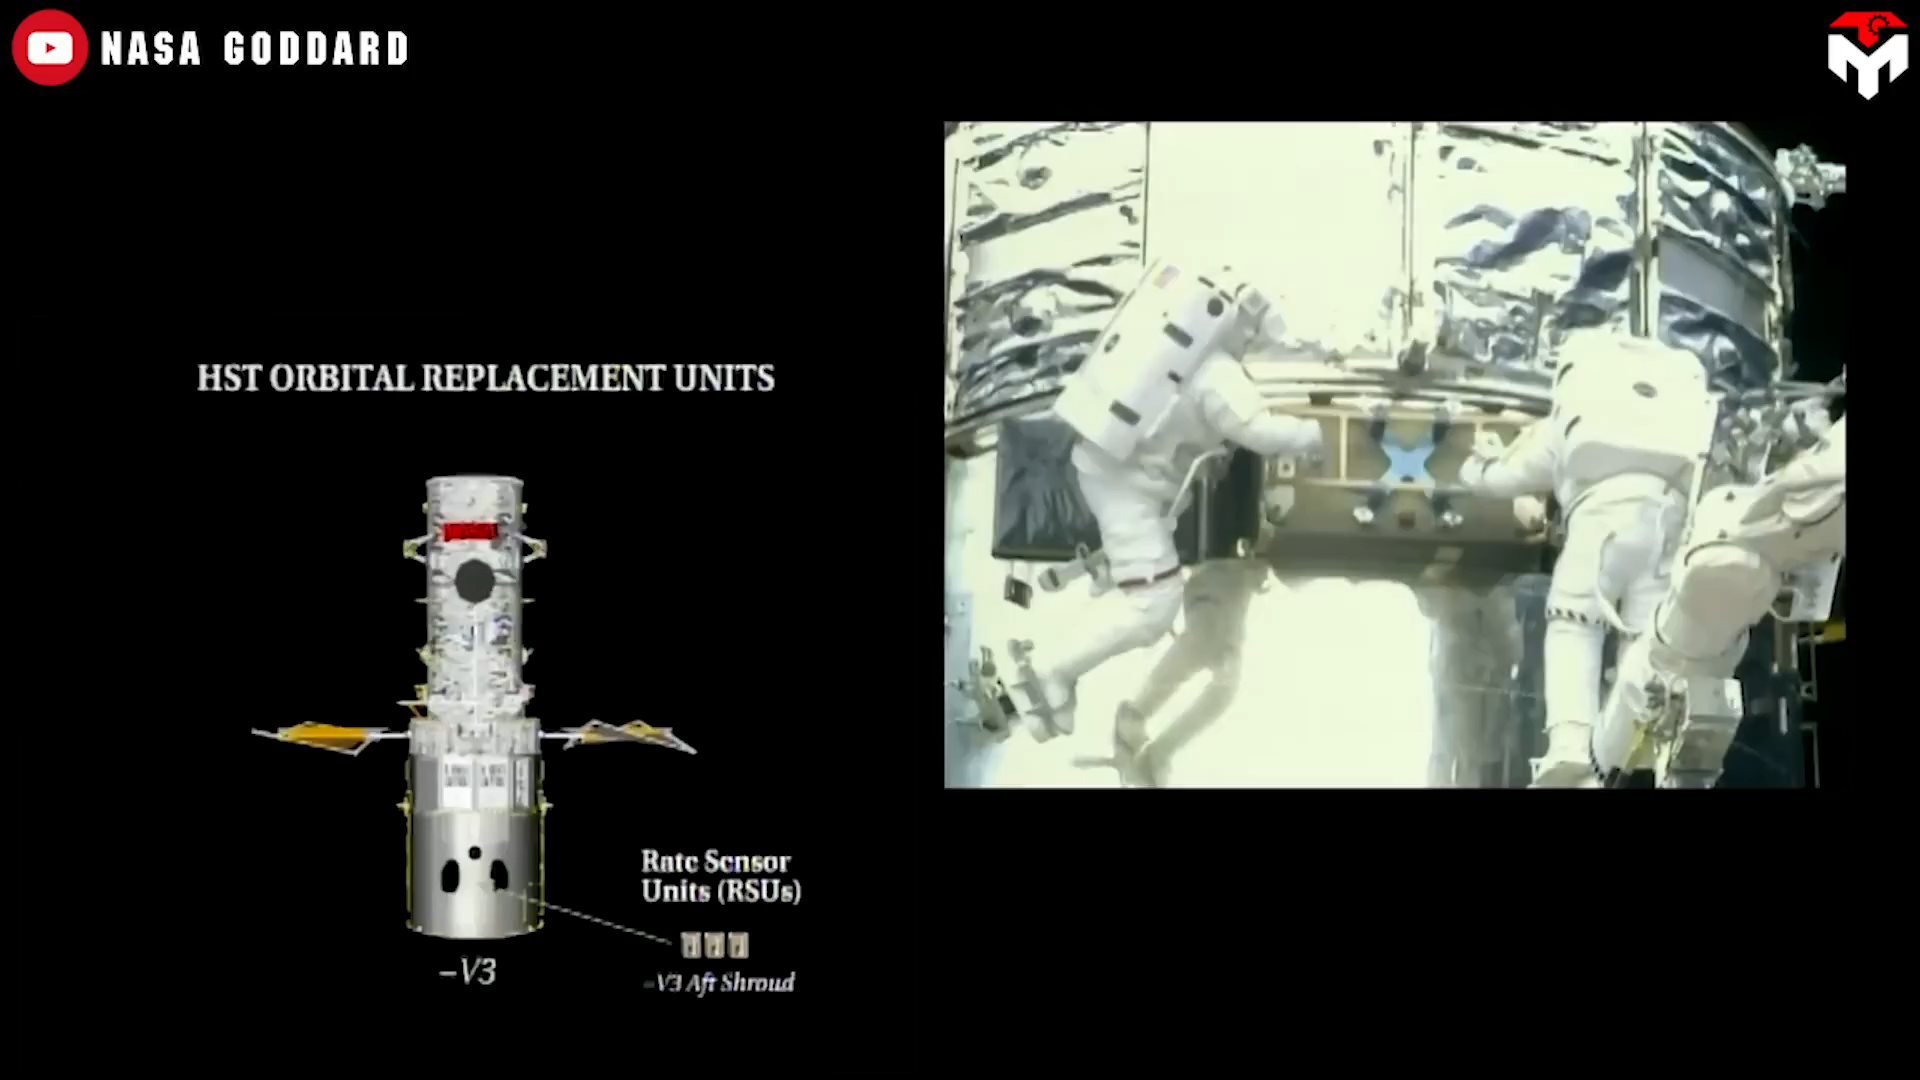 NASA GODDARD
HST ORBITAL REPLACEMENT UNITS
Rate Sensor
Units (RSUs)
-V3 Aft Shroud
–V3